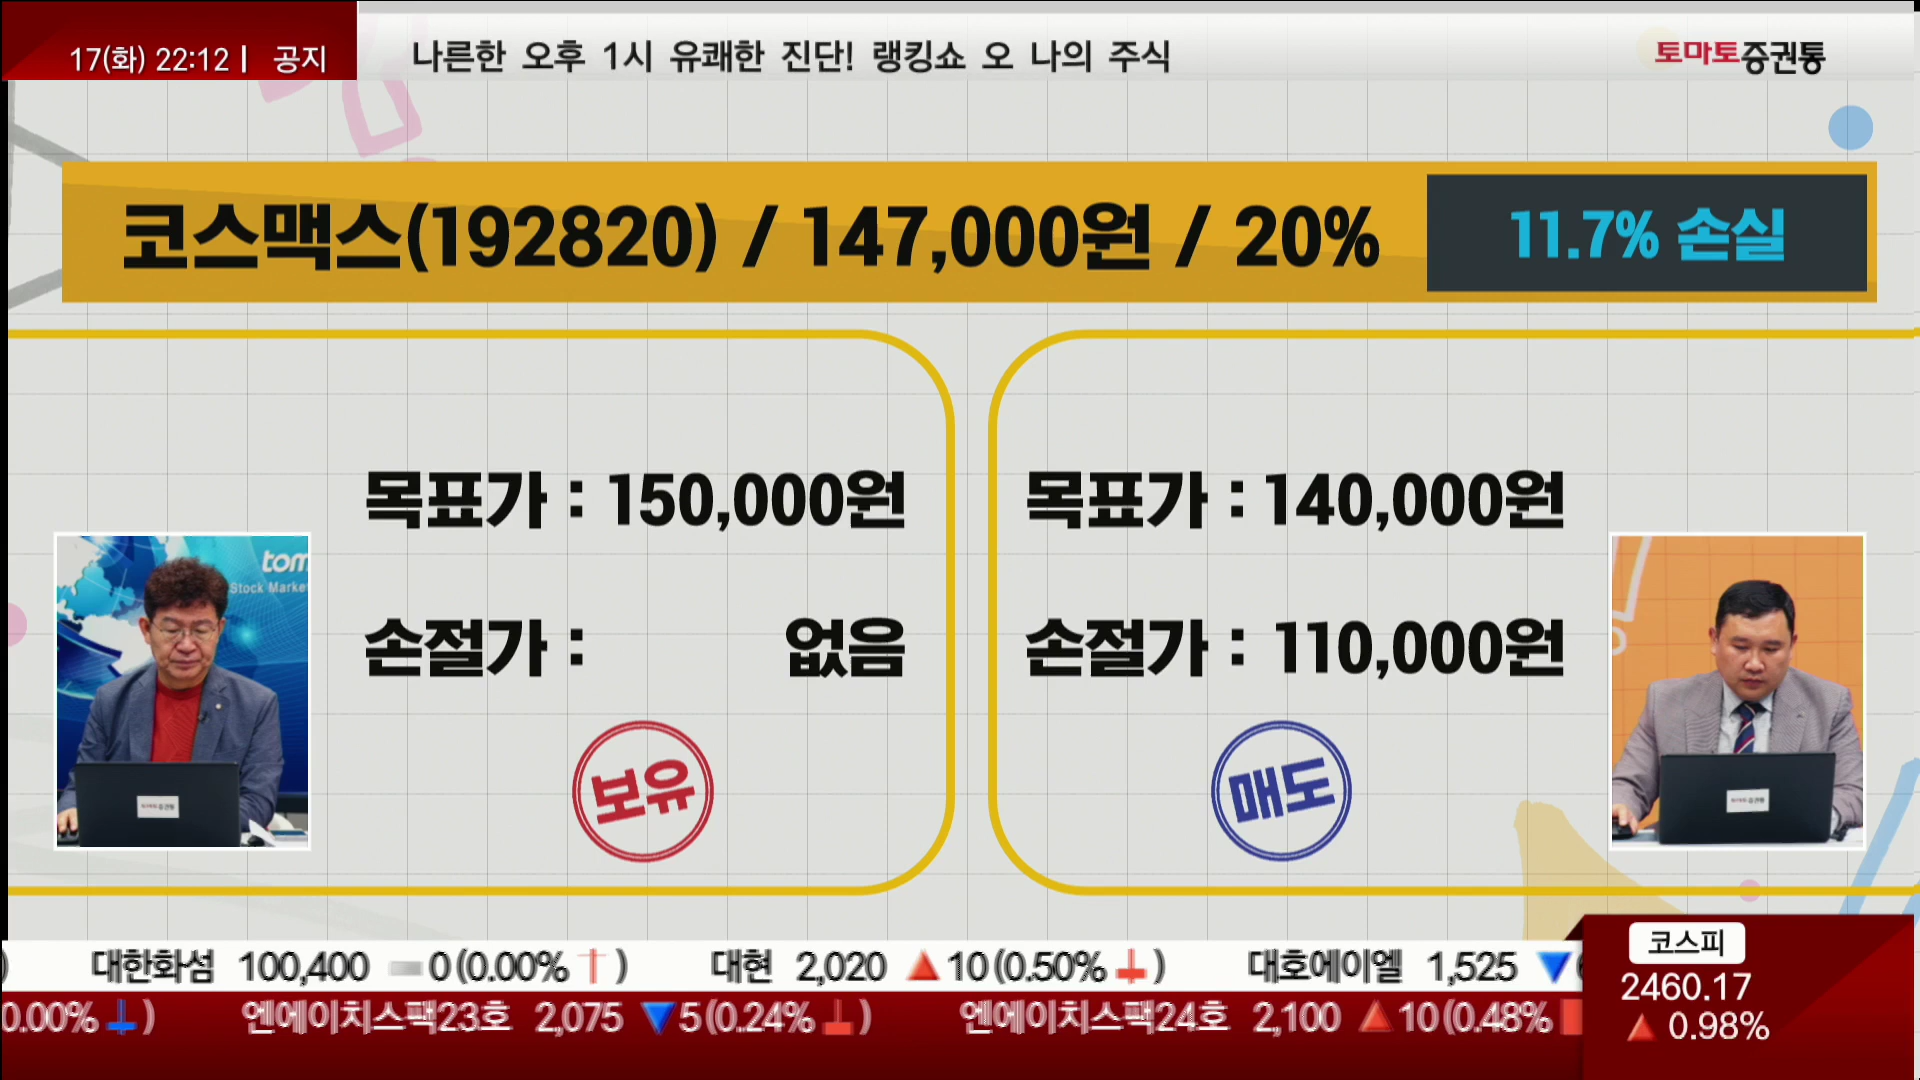 17(화) 22:12 | 공지
나른한 오후 1시 유쾌한 진단! 랭킹쇼 오 나의 주식
토마토증권통
코스맥스(192820) / 147,000원 / 20%
11.7% 손실
목표가 : 150,000원
손절가 : 없음
보유
목표가 : 140,000원
손절가 : 110,000원
매도
tom
Stock Marke
대한화섬 100,400 0(0.00% ↑) 대현 2,020 ▲10(0.50% ) 대호에이엘 1,525 ▼
0.00% ) 엔에이치스팩23호 2,075 ▼5(0.24% ) 엔에이치스팩24호 2,100 ▲10(0.48%
코스피
2460.17
▲ 0.98%